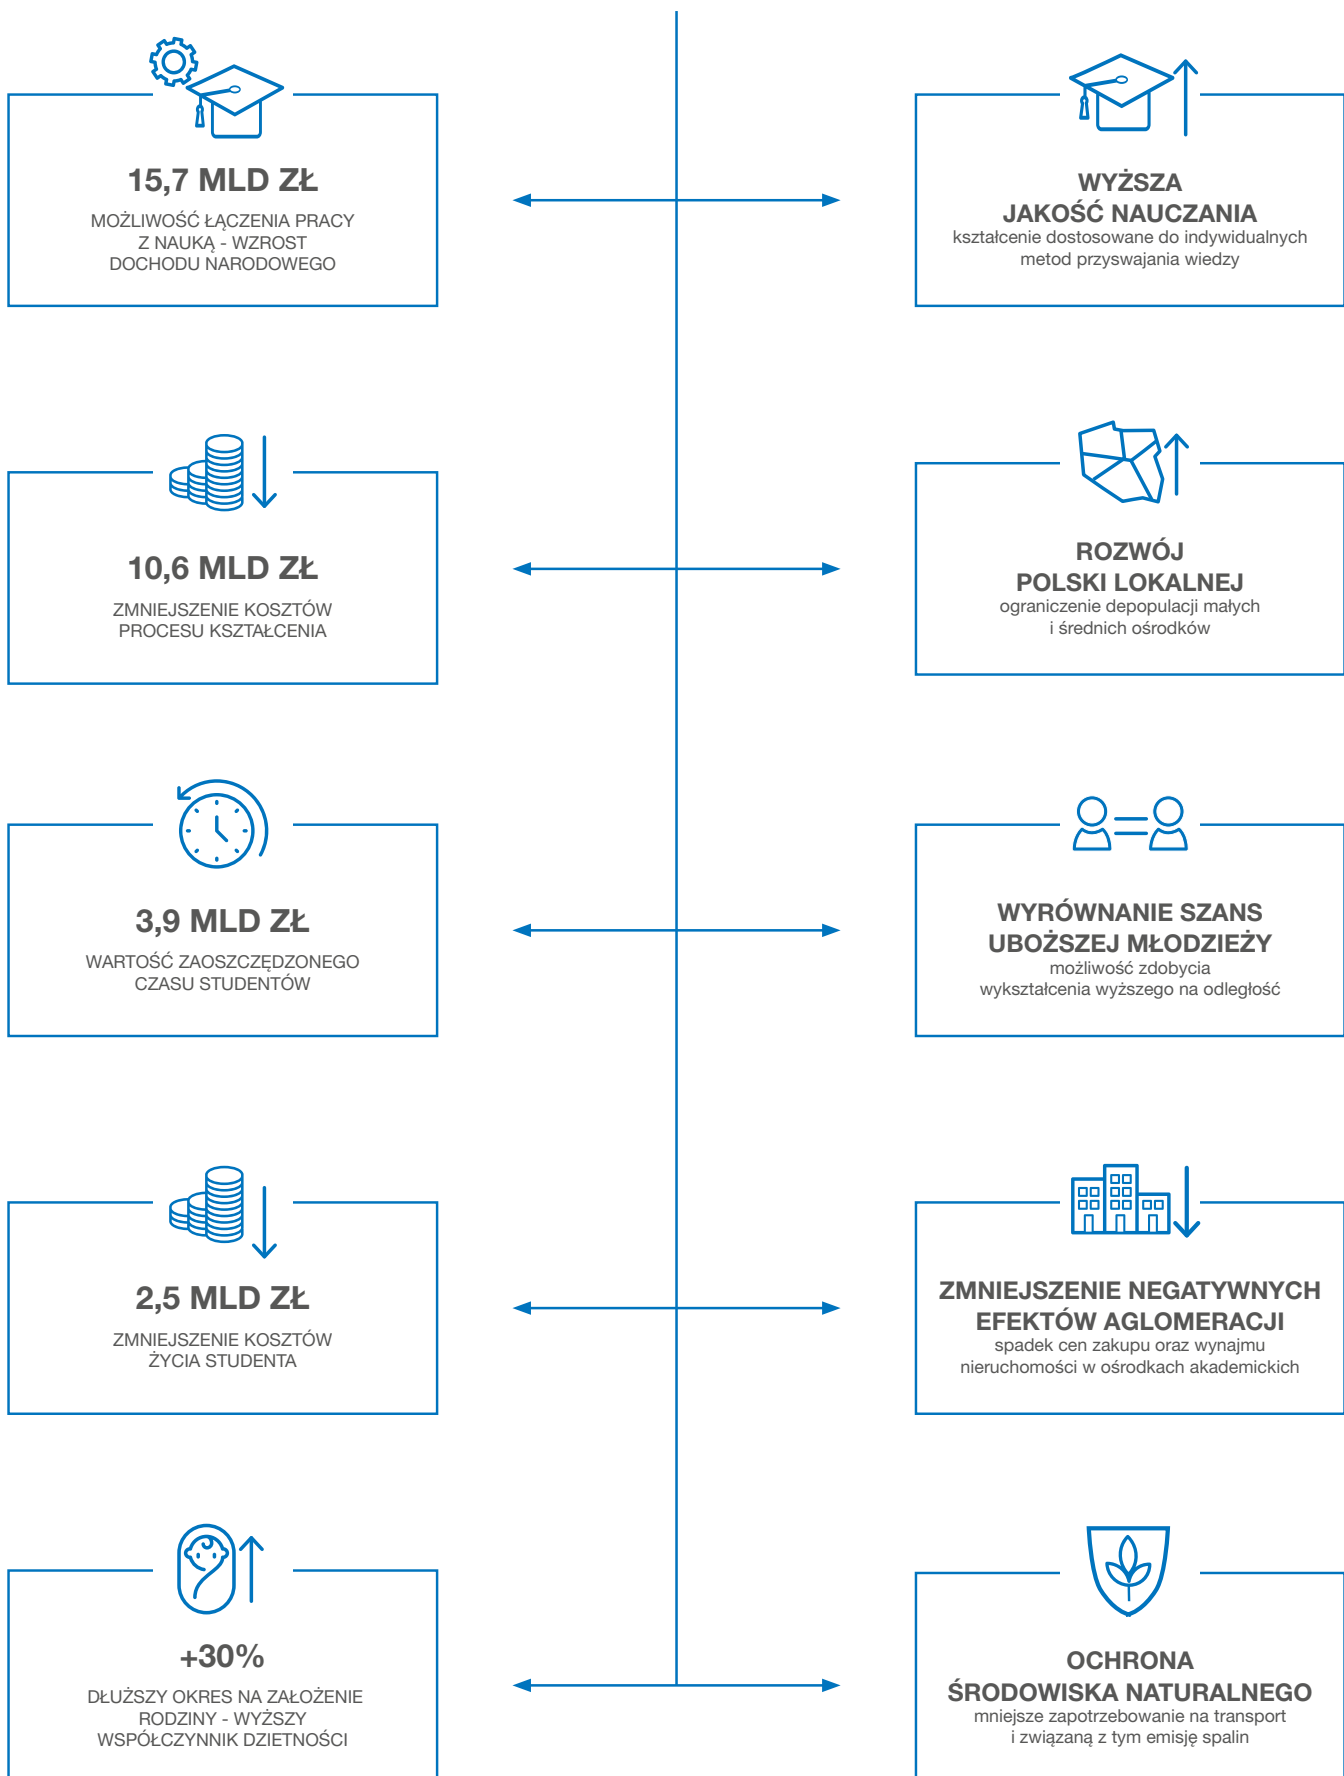 15,7 MLD ZŁ
MOŻLIWOŚĆ ŁĄCZENIA PRACY
Z NAUKĄ - WZROST
DOCHODU NARODOWEGO
WYŻSZA
JAKOŚĆ NAUCZANIA
kształcenie dostosowane do indywidualnych
metod przyswajania wiedzy
10,6 MLD ZŁ
ZMNIEJSZENIE KOSZTÓW
PROCESU KSZTAŁCENIA
ROZWÓJ
POLSKI LOKALNEJ
ograniczenie depopulacji małych
i średnich ośrodków
3,9 MLD ZŁ
WARTOŚĆ ZAOSZCZĘDZONEGO
CZASU STUDENTÓW
WYRÓWNANIE SZANS
UBOŻSZEJ MŁODZIEŻY
możliwość zdobycia
wykształcenia wyższego na odległość
2,5 MLD ZŁ
ZMNIEJSZENIE KOSZTÓW
ŻYCIA STUDENTA
ZMNIEJSZENIE NEGATYWNYCH
EFEKTÓW AGLOMERACJI
spadek cen zakupu oraz wynajmu
nieruchomości w ośrodkach akademickich
+30%
DŁUŻSZY OKRES NA ZAŁOŻENIE
RODZINY - WYŻSZY
WSPÓŁCZYNNIK DZIETNOŚCI
OCHRONA
ŚRODOWISKA NATURALNEGO
mniejsze zapotrzebowanie na transport
i związaną z tym emisję spalin